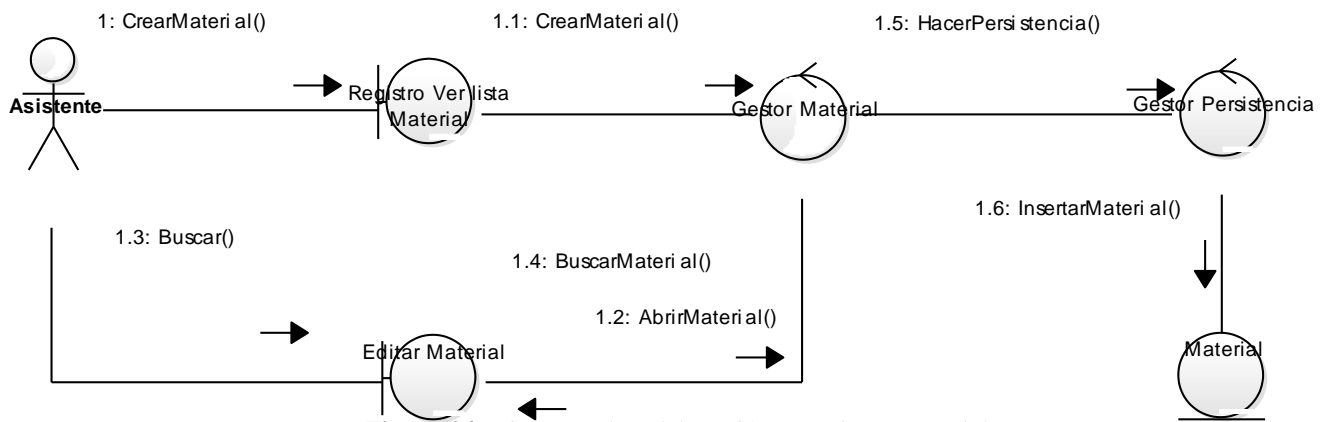 1: CrearMaterial()
1.1: CrearMaterial()
1.5: HacerPersistencia()
Asistente
Registro Ver lista
Material
Gestor Material
Gestor Persistencia
1.3: Buscar()
1.4: BuscarMaterial()
1.6: InsertarMaterial()
1.2: AbrirMaterial()
Editar Material
Material